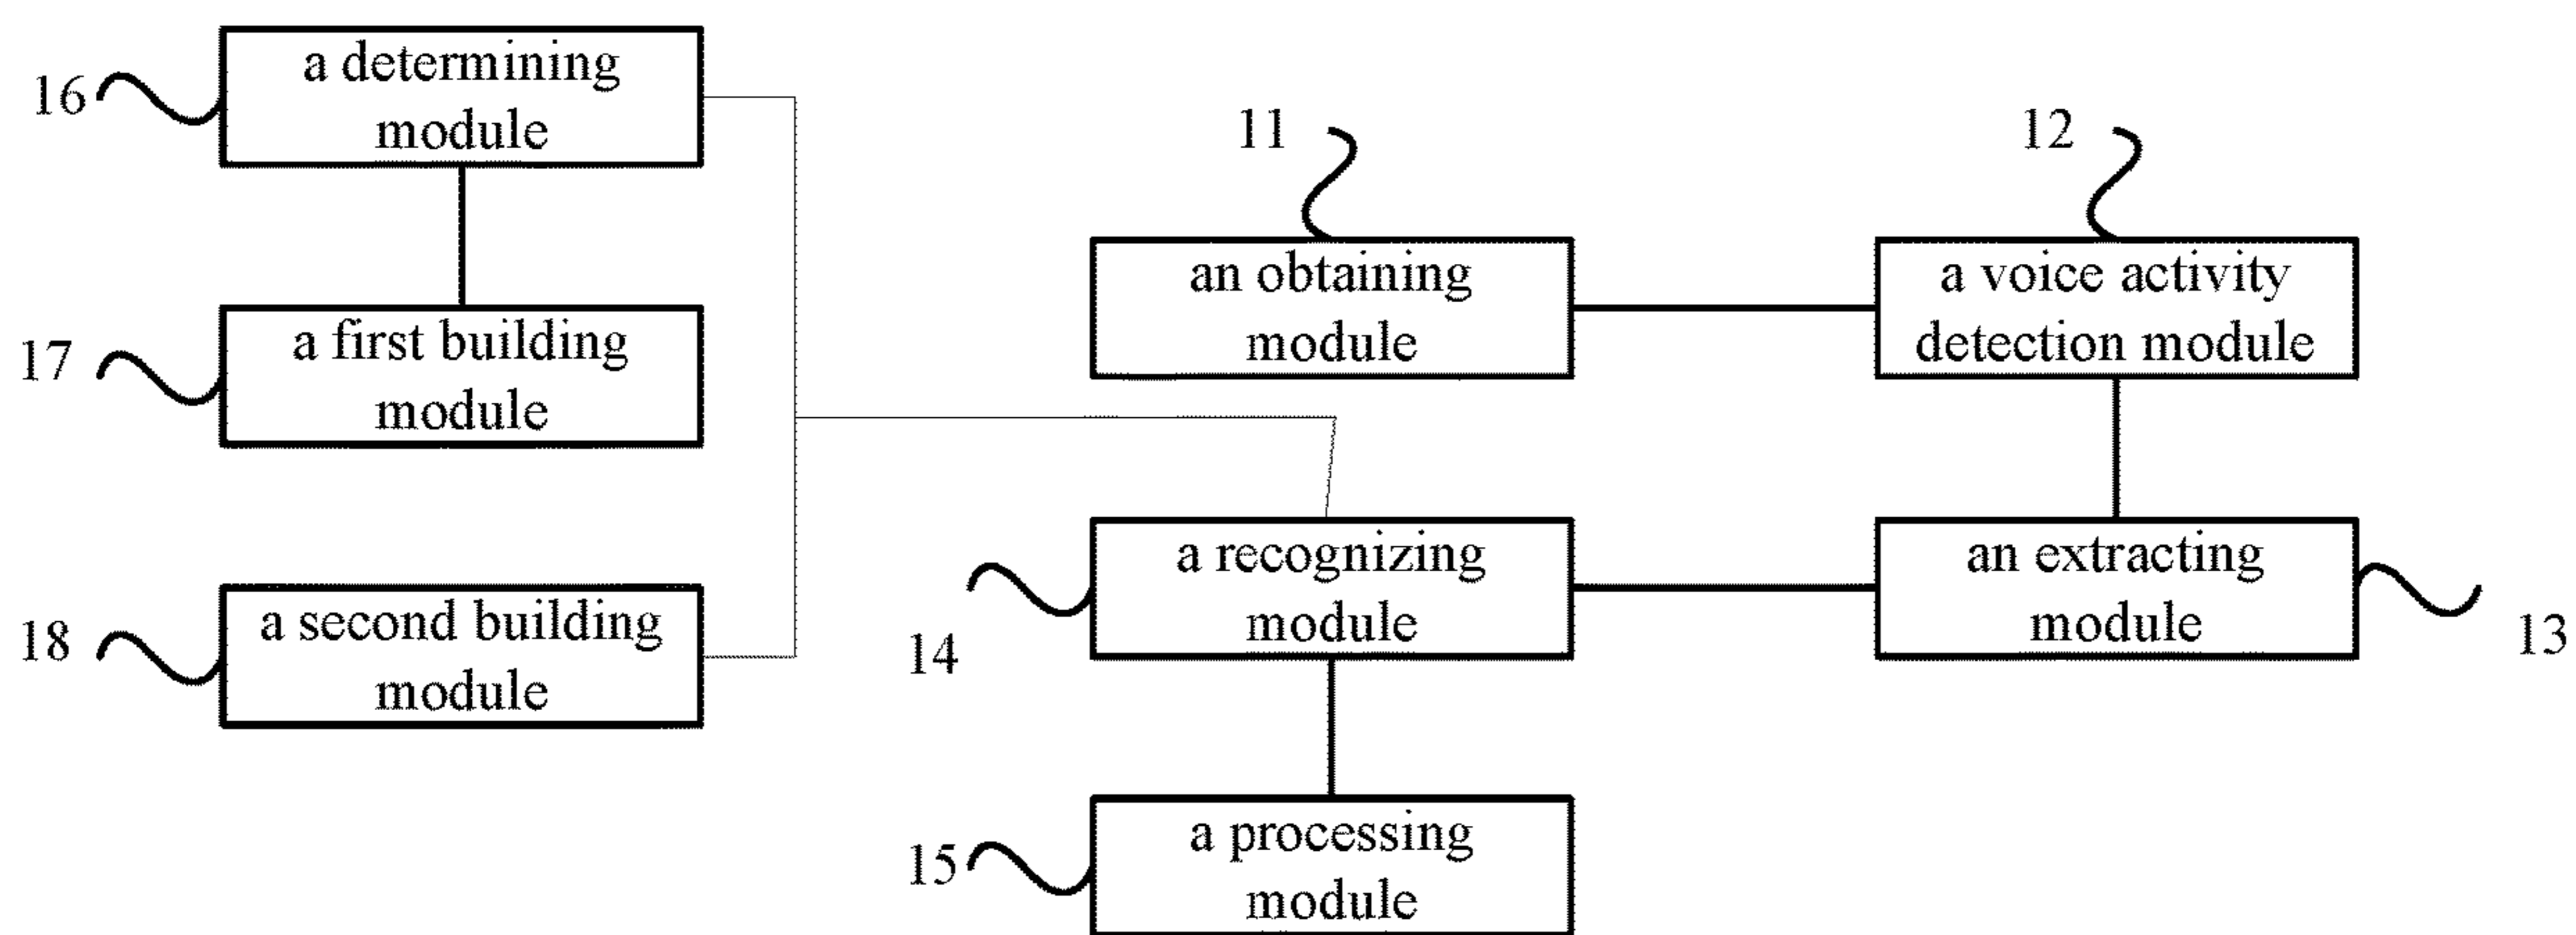 16
a determining
module
17
a first building
module
18
a second building
module
11
an obtaining
module
12
a voice activity
detection module
14
a recognizing
module
an extracting
module
13
15
a processing
module